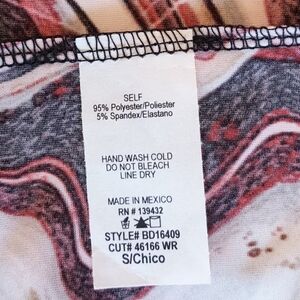 SELF
95% Polyester/Poliester
5% Spandex/Elastano
HAND WASH COLD
DO NOT BLEACH
LINE DRY
MADE IN MEXICO
RN # 139432
STYLE# BD16409
CUT# 46166 WR
S/Chico